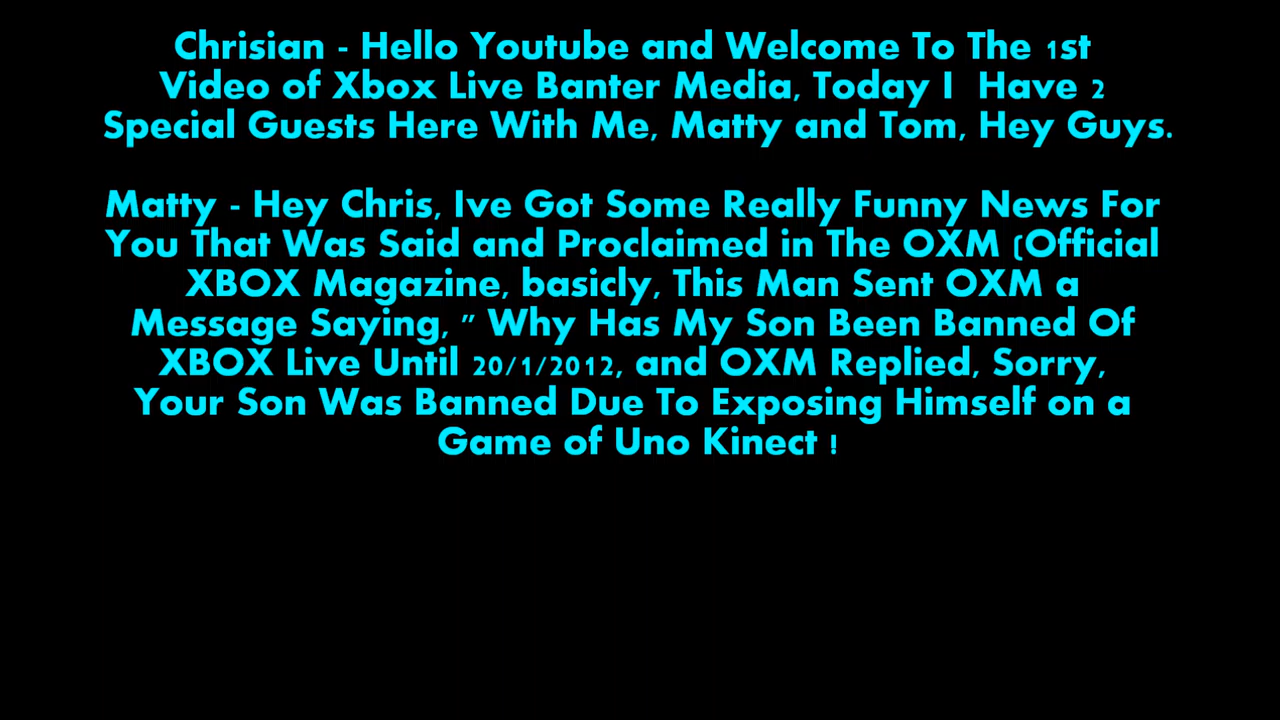 Chrisian - Hello Youtube and Welcome To The 1st
Video of Xbox Live Banter Media, Today I  Have 2
Special Guests Here With Me, Matty and Tom, Hey Guys.
Matty - Hey Chris, Ive Got Some Really Funny News For
You That Was Said and Proclaimed in The OXM (Official
XBOX Magazine, basicly, This Man Sent OXM a
Message Saying, " Why Has My Son Been Banned Of
XBOX Live Until 20/1/2012, and OXM Replied, Sorry,
Your Son Was Banned Due To Exposing Himself on a
Game of Uno Kinect !